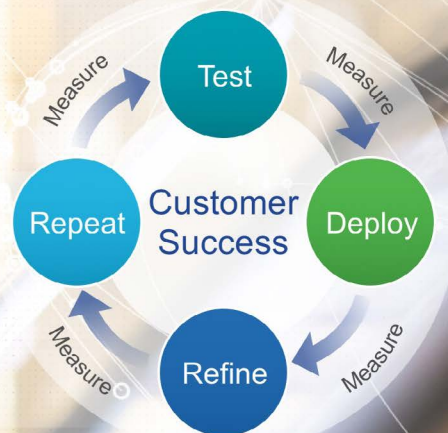 Test
Measure
Measure
Repeat
Customer
Success
Deploy
Measure
Refine
Measure